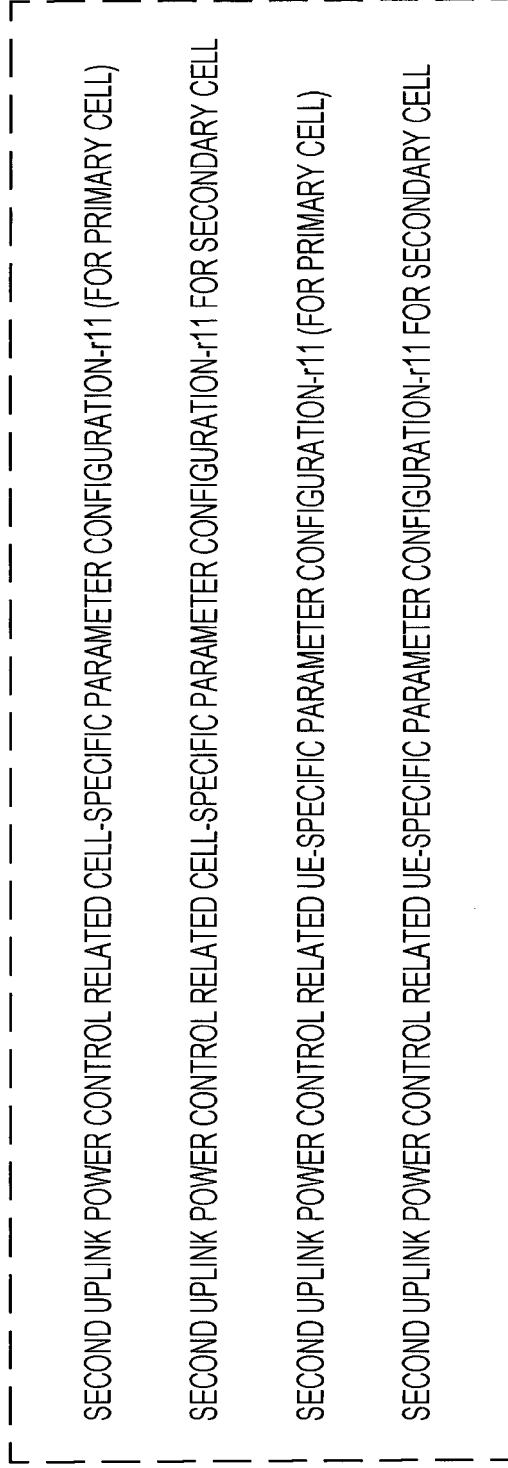 SECOND UPLINK POWER CONTROL RELATED CELL-SPECIFIC PARAMETER CONFIGURATION-r11 (FOR PRIMARY CELL)
SECOND UPLINK POWER CONTROL RELATED CELL-SPECIFIC PARAMETER CONFIGURATION-r11 FOR SECONDARY CELL
SECOND UPLINK POWER CONTROL RELATED UE-SPECIFIC PARAMETER CONFIGURATION-r11 (FOR PRIMARY CELL)
SECOND UPLINK POWER CONTROL RELATED UE-SPECIFIC PARAMETER CONFIGURATION-r11 FOR SECONDARY CELL